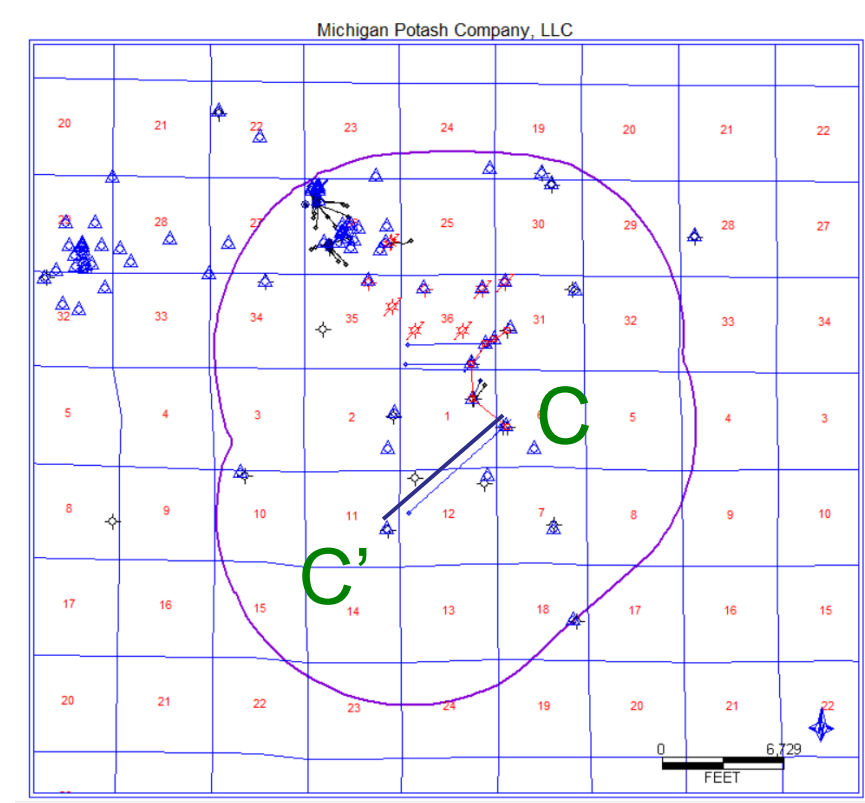 Michigan Potash Company, LLC
20 21 22 23 24 19 20 21 22
29 28 27 25 30 29 28 27
32 33 34 35 36 31 32 33 34
5 4 3 2 1 6 5 4 3
C
8 9 10 11 12 7 8 9 10
C’
17 16 15 14 13 18 17 16 15
20 21 22 23 24 19 20 21 22
0 6,729
FEET